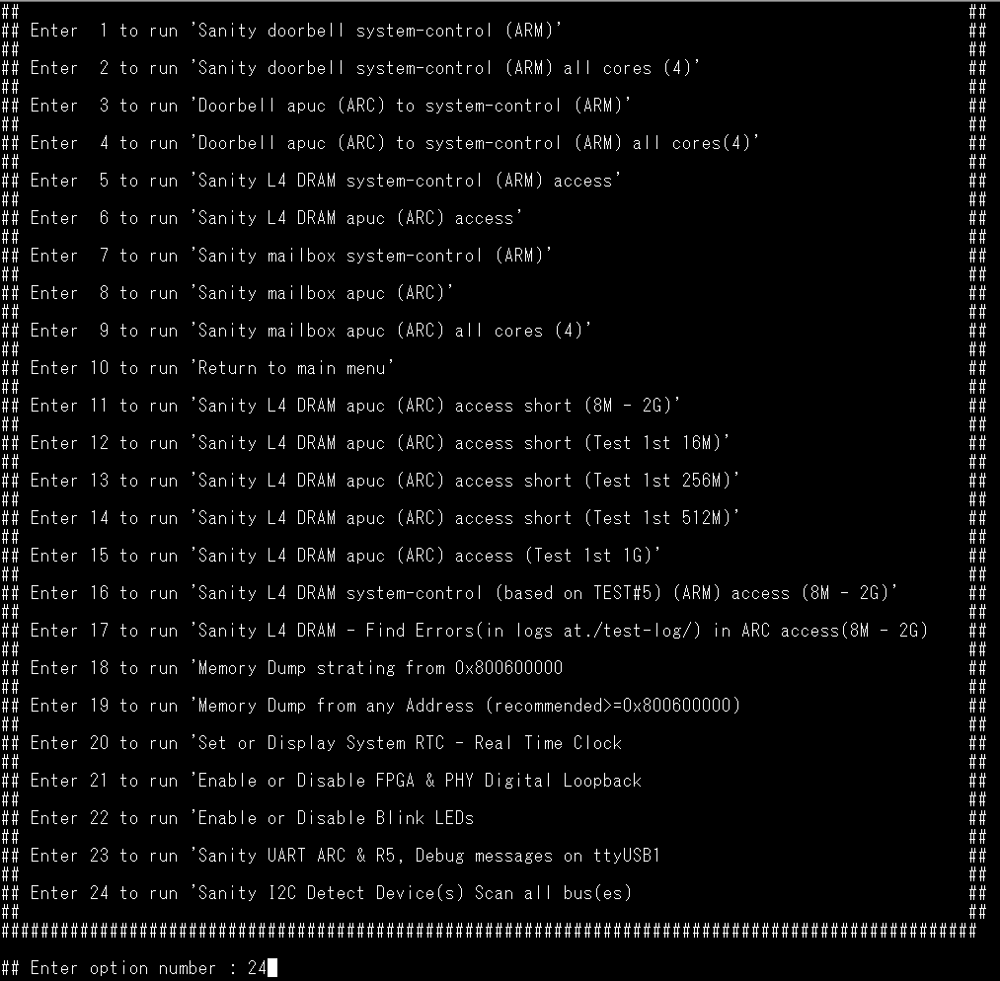 ##                                                                                                ##
## Enter  1 to run 'Sanity doorbell system-control (ARM)'                                         ##
##                                                                                                ##
## Enter  2 to run 'Sanity doorbell system-control (ARM) all cores (4)'                           ##
##                                                                                                ##
## Enter  3 to run 'Doorbell apuc (ARC) to system-control (ARM)'                                  ##
##                                                                                                ##
## Enter  4 to run 'Doorbell apuc (ARC) to system-control (ARM) all cores(4)'                     ##
##                                                                                                ##
## Enter  5 to run 'Sanity L4 DRAM system-control (ARM) access'                                   ##
##                                                                                                ##
## Enter  6 to run 'Sanity L4 DRAM apuc (ARC) access'                                             ##
##                                                                                                ##
## Enter  7 to run 'Sanity mailbox system-control (ARM)'                                          ##
##                                                                                                ##
## Enter  8 to run 'Sanity mailbox apuc (ARC)'                                                    ##
##                                                                                                ##
## Enter  9 to run 'Sanity mailbox apuc (ARC) all cores (4)'                                      ##
##                                                                                                ##
## Enter 10 to run 'Return to main menu'                                                          ##
##                                                                                                ##
## Enter 11 to run 'Sanity L4 DRAM apuc (ARC) access short (8M - 2G)'                             ##
##                                                                                                ##
## Enter 12 to run 'Sanity L4 DRAM apuc (ARC) access short (Test 1st 16M)'                        ##
##                                                                                                ##
## Enter 13 to run 'Sanity L4 DRAM apuc (ARC) access short (Test 1st 256M)'                       ##
##                                                                                                ##
## Enter 14 to run 'Sanity L4 DRAM apuc (ARC) access short (Test 1st 512M)'                       ##
##                                                                                                ##
## Enter 15 to run 'Sanity L4 DRAM apuc (ARC) access (Test 1st 1G)'                               ##
##                                                                                                ##
## Enter 16 to run 'Sanity L4 DRAM system-control (based on TEST#5) (ARM) access (8M - 2G)'       ##
##                                                                                                ##
## Enter 17 to run 'Sanity L4 DRAM - Find Errors(in logs at./test-log/) in ARC access(8M - 2G)    ##
##                                                                                                ##
## Enter 18 to run 'Memory Dump strating from 0x800600000                                         ##
##                                                                                                ##
## Enter 19 to run 'Memory Dump from any Address (recommended>=0x800600000)                       ##
##                                                                                                ##
## Enter 20 to run 'Set or Display System RTC - Real Time Clock                                   ##
##                                                                                                ##
## Enter 21 to run 'Enable or Disable FPGA & PHY Digital Loopback                                 ##
##                                                                                                ##
## Enter 22 to run 'Enable or Disable Blink LEDs                                                  ##
##                                                                                                ##
## Enter 23 to run 'Sanity UART ARC & R5, Debug messages on ttyUSB1                               ##
##                                                                                                ##
## Enter 24 to run 'Sanity I2C Detect Device(s) Scan all bus(es)                                  ##
##                                                                                                ##
###################################################################################################
## Enter option number : 24